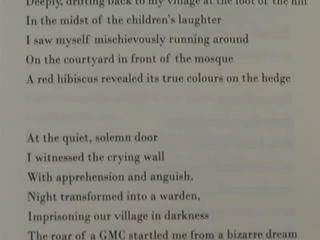 Deeply, drifting back to my village at the foot of the hill
In the midst of the children's laughter
I saw myself mischievously running around
On the courtyard in front of the mosque
A red hibiscus revealed its true colours on the hedge
At the quiet, solemn door
I witnessed the crying wall
With apprehension and anguish.
Night transformed into a warden,
Imprisoning our village in darkness
The roar of a GMC startled me from a bizarre dream